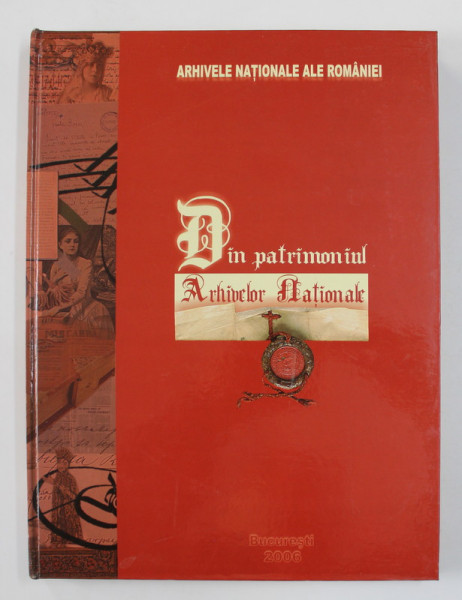 ARHIVELE NAȚIONALE ALE ROMÂNIEI
Din patrimoniul
Arhivelor Naționale
București
2006